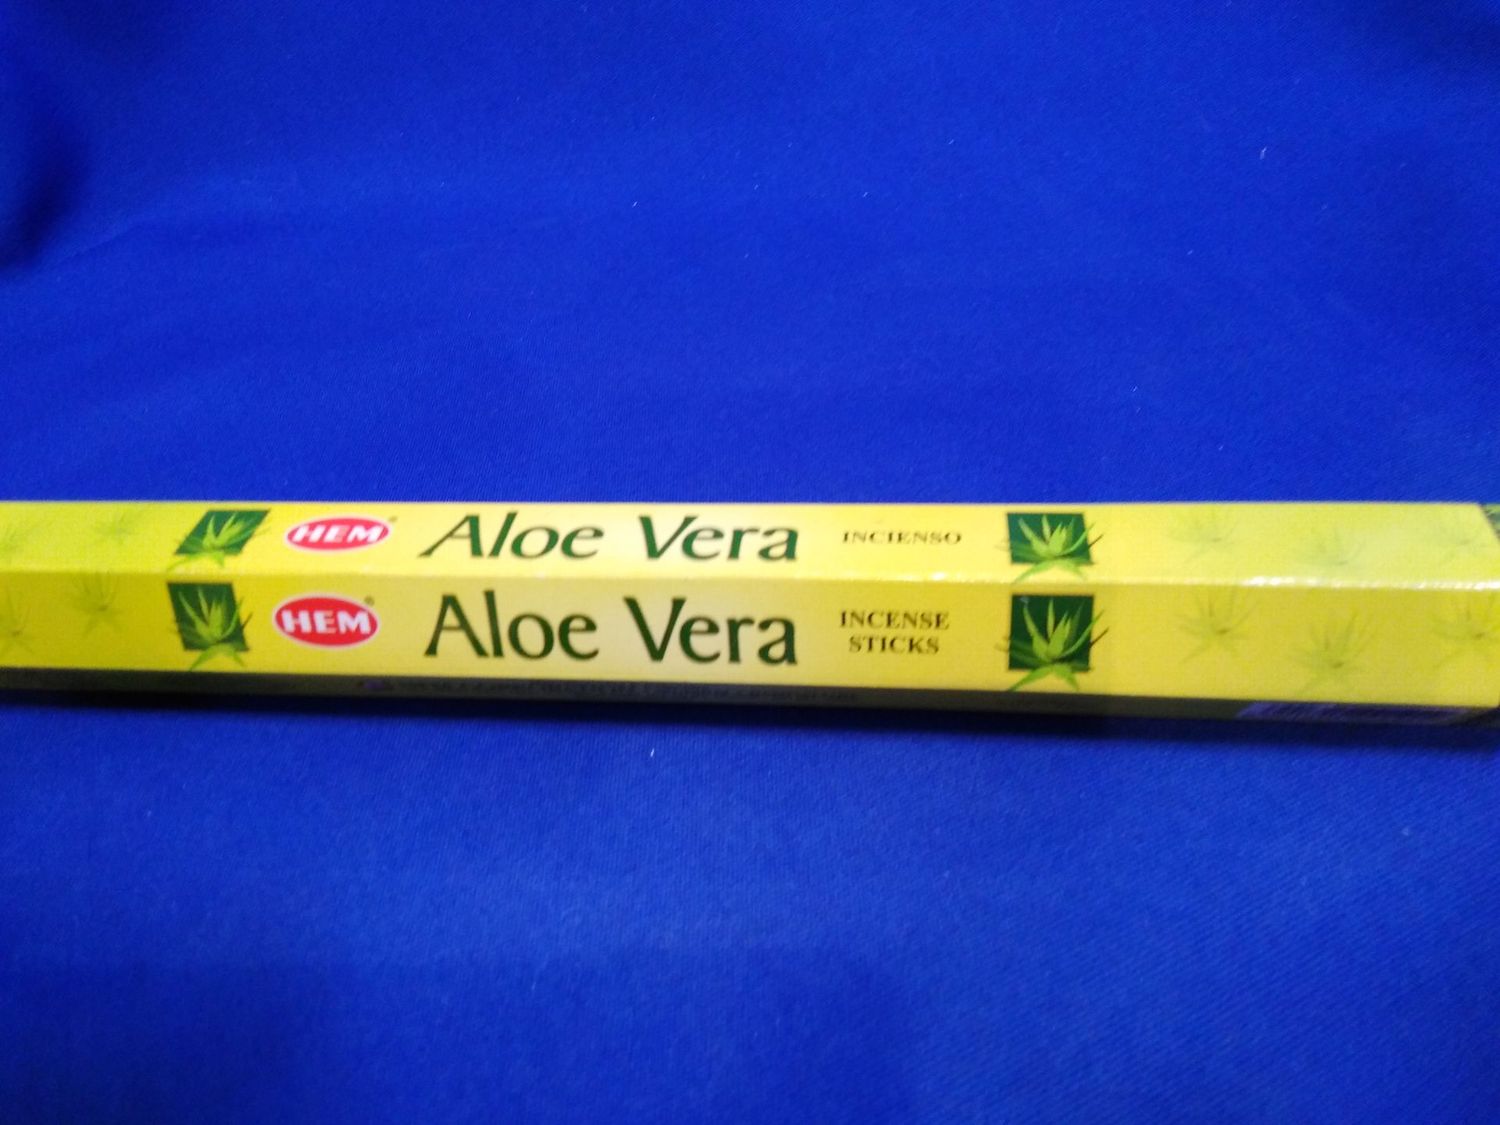 HEM Aloe Vera INCIENSO
HEM® Aloe Vera INCENSE
STICKS